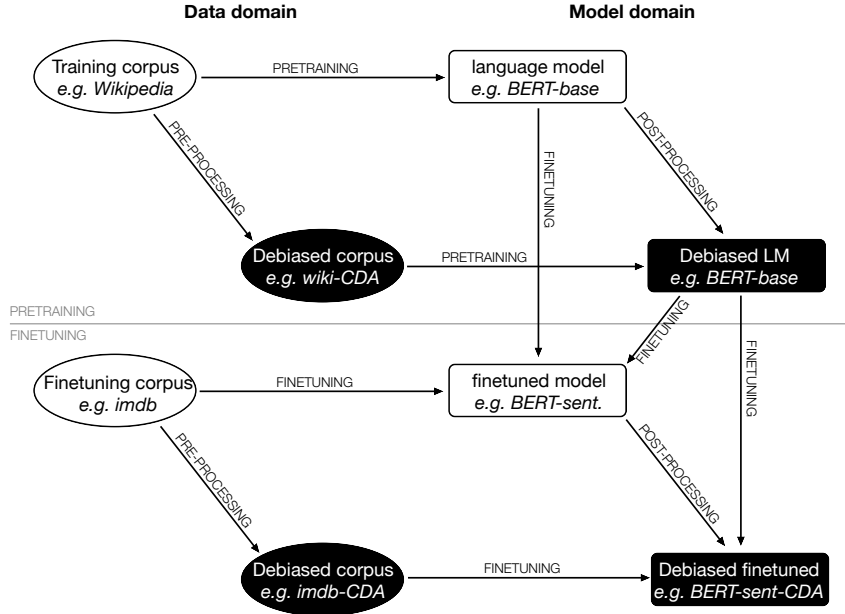 Data domain
Model domain
Training corpus
e.g. Wikipedia
PRETRAINING
language model
e.g. BERT-base
PRE-PROCESSING
FINETUNING
POST-PROCESSING
Debiased corpus
e.g. wiki-CDA
PRETRAINING
Debiased LM
e.g. BERT-base
PRETRAINING
FINETUNING
FINETUNING
FINETUNING
Finetuning corpus
e.g. imdb
FINETUNING
finetuned model
e.g. BERT-sent.
PRE-PROCESSING
POST-PROCESSING
Debiased corpus
e.g. imdb-CDA
FINETUNING
Debiased finetuned
e.g. BERT-sent-CDA